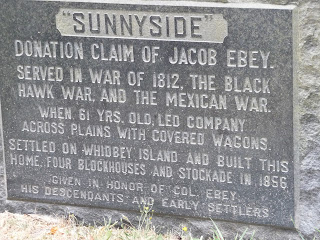 "SUNNYSIDE"
DONATION CLAIM OF JACOB EBEY.
SERVED IN WAR OF 1812, THE BLACK
HAWK WAR, AND THE MEXICAN WAR.
WHEN 61 YRS. OLD, LED COMPANY
ACROSS PLAINS WITH COVERED WAGONS.
SETTLED ON WHIDBEY ISLAND AND BUILT THIS
HOME, FOUR BLOCKHOUSES AND STOCKADE IN 1856
GIVEN IN HONOR OF COL. EBEY,
HIS DESCENDANTS AND EARLY SETTLERS